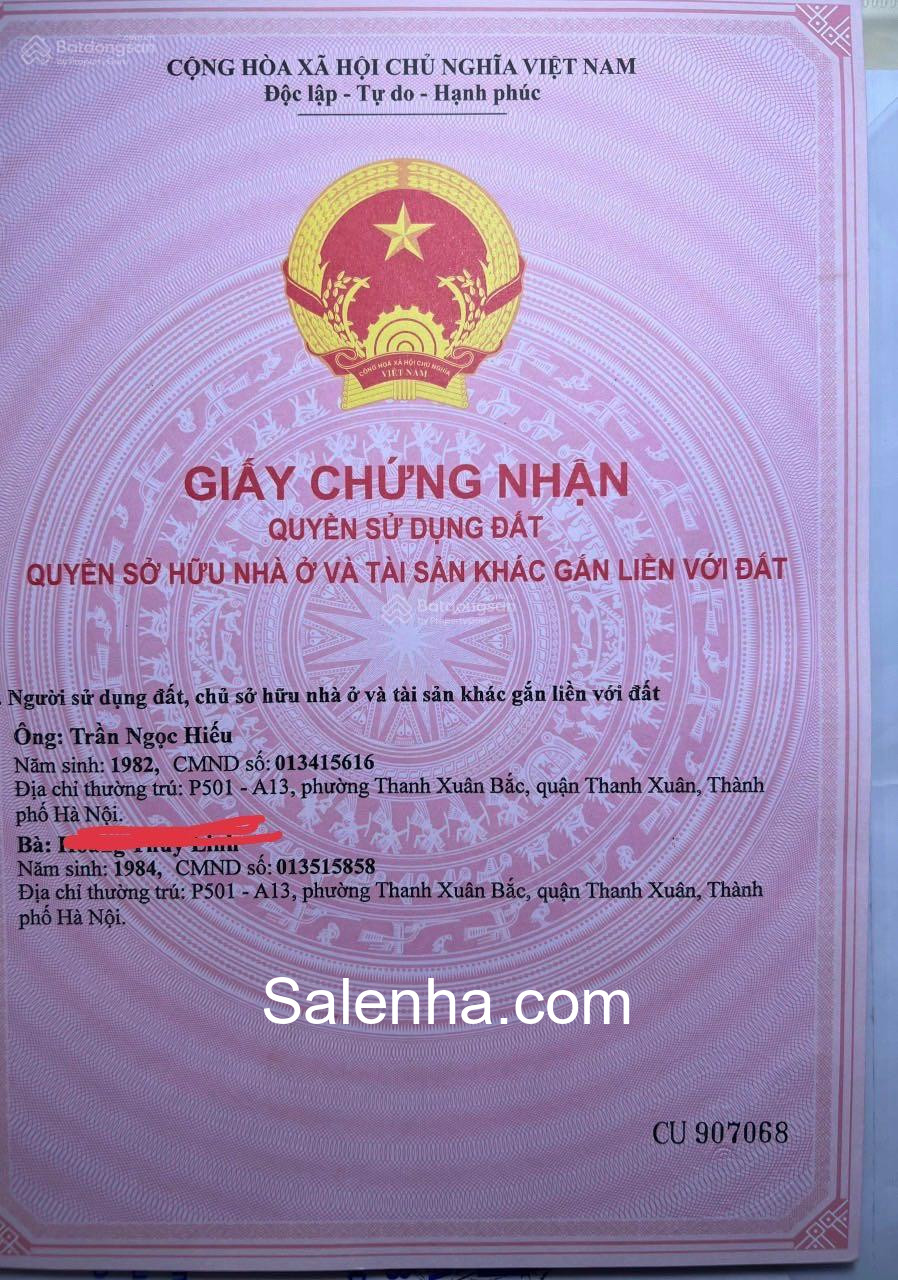 Batdongsan
by PropertyGuru
CỘNG HÒA XÃ HỘI CHỦ NGHĨA VIỆT NAM
Độc lập - Tự do - Hạnh phúc
CỘNG HOÀ XÃ HỘI CHỦ NGHĨA
VIỆT NAM
GIẤY CHỨNG NHẬN
QUYỀN SỬ DỤNG ĐẤT
QUYỀN SỞ HỮU NHÀ Ở VÀ TÀI SẢN KHÁC GẮN LIỀN VỚI ĐẤT
Batdongsan
by PropertyGuru
. Người sử dụng đất, chủ sở hữu nhà ở và tài sản khác gắn liền với đất
Ông: Trần Ngọc Hiếu
Năm sinh: 1982, CMND số: 013415616
Địa chỉ thường trú: P501 - A13, phường Thanh Xuân Bắc, quận Thanh Xuân, Thành
phố Hà Nội.
Bà:
Năm sinh: 1984, CMND số: 013515858
Địa chỉ thường trú: P501 - A13, phường Thanh Xuân Bắc, quận Thanh Xuân, Thành
phố Hà Nội.
Salenha.com
CU 907068